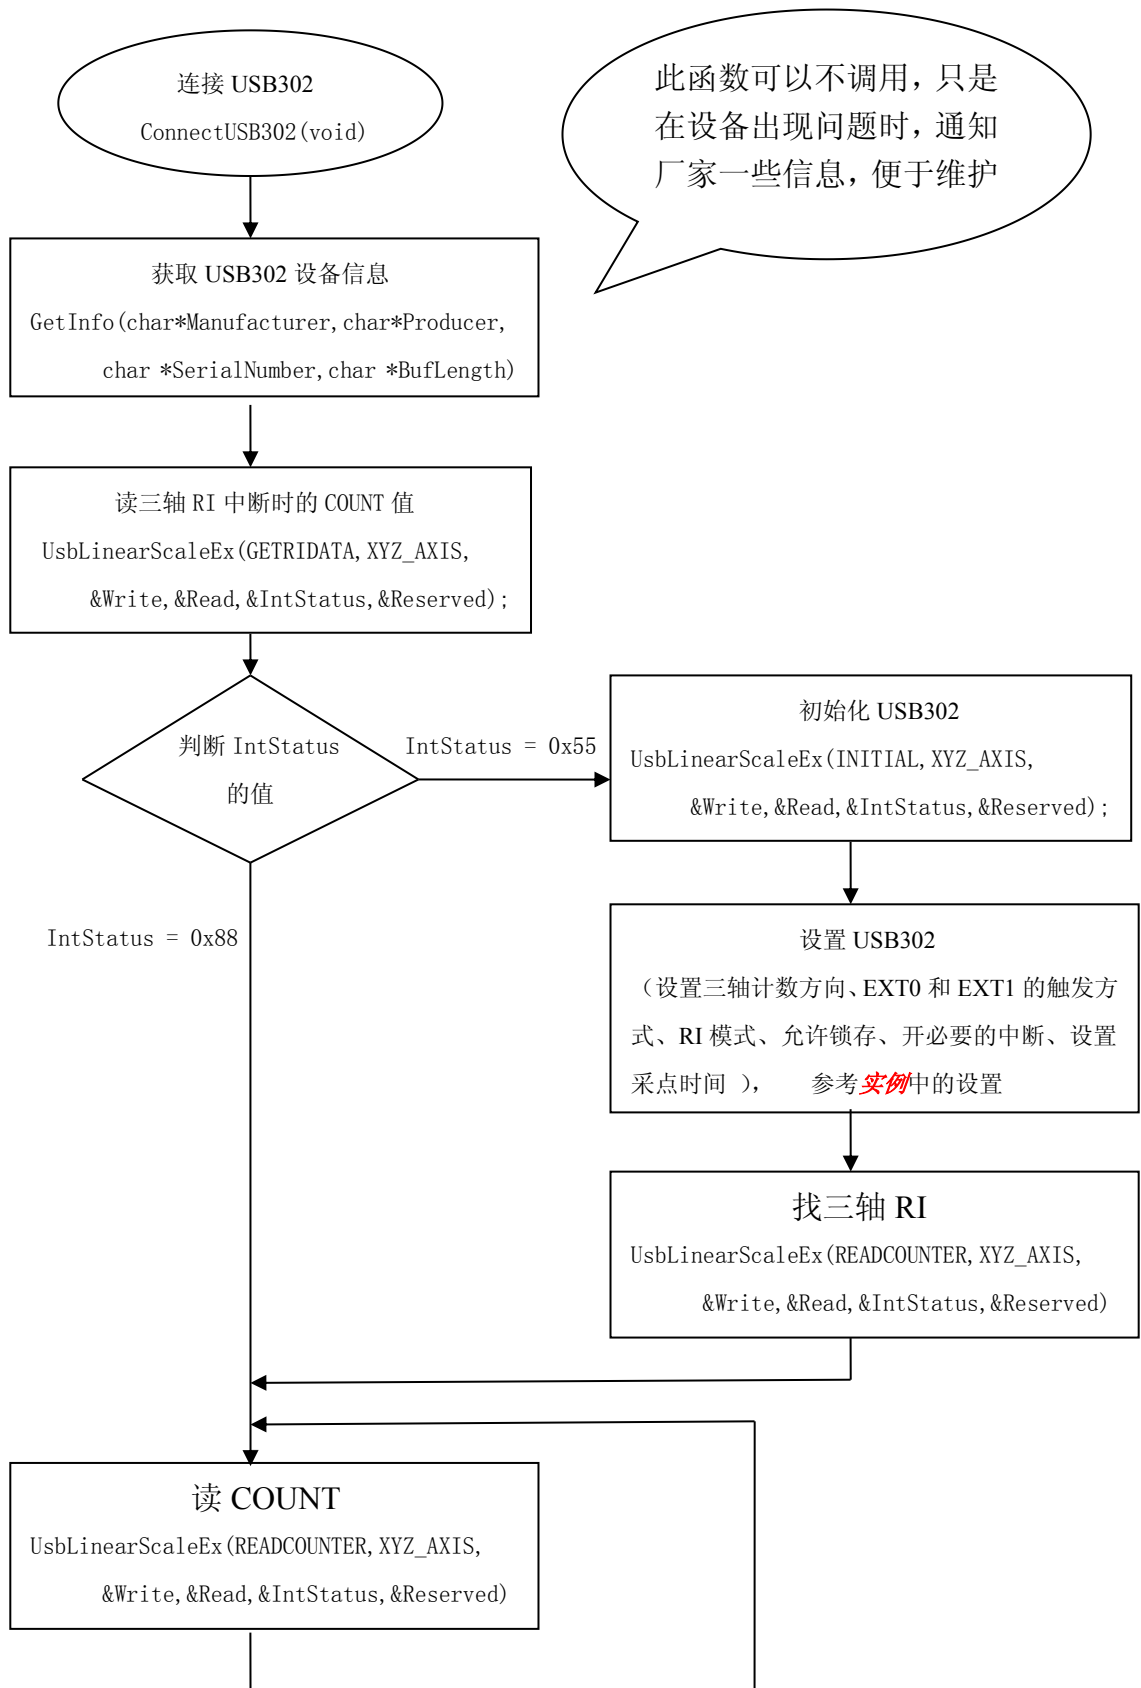 连接 USB302
ConnectUSB302(void)
此函数可以不调用，只是
在设备出现问题时，通知
厂家一些信息，便于维护
获取 USB302 设备信息
GetInfo(char*Manufacturer,char*Producer,
char *SerialNumber,char *BufLength)
读三轴 RI 中断时的 COUNT 值
UsbLinearScaleEx(GETRIDATA,XYZ_AXIS,
&Write,&Read,&IntStatus,&Reserved);
判断 IntStatus
的值
IntStatus = 0x55
初始化 USB302
UsbLinearScaleEx(INITIAL,XYZ_AXIS,
&Write,&Read,&IntStatus,&Reserved);
IntStatus = 0x88
设置 USB302
（设置三轴计数方向、EXT0 和 EXT1 的触发方
式、RI 模式、允许锁存、开必要的中断、设置
采点时间 ）， 参考实例中的设置
找三轴 RI
UsbLinearScaleEx(READCOUNTER,XYZ_AXIS,
&Write,&Read,&IntStatus,&Reserved)
读 COUNT
UsbLinearScaleEx(READCOUNTER,XYZ_AXIS,
&Write,&Read,&IntStatus,&Reserved)